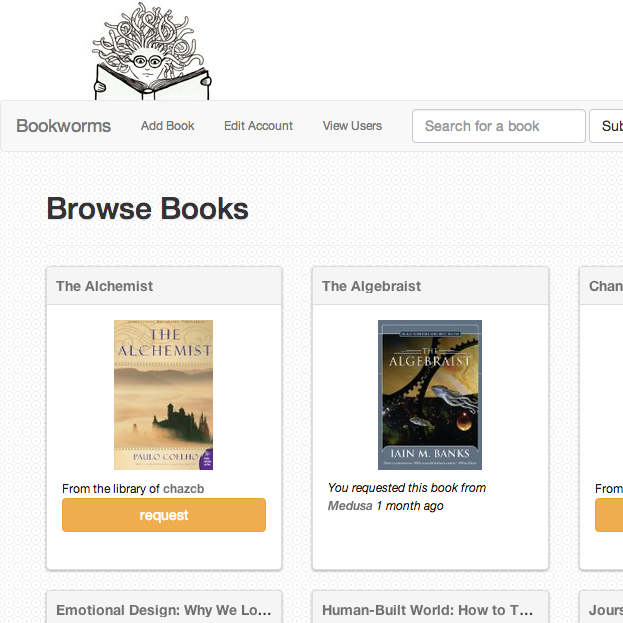 Bookworms Add Book Edit Account View Users Search for a book Sub
Browse Books
The Alchemist The Algebraist Chan
THE
ALCHEMIST
PAULO COELHO
THE
ALGEBRAIST
IAIN M. BANKS
From the library of chazcb
request
You requested this book from
Medusa 1 month ago
From
Emotional Design: Why We Lo... Human-Built World: How to T... Jours